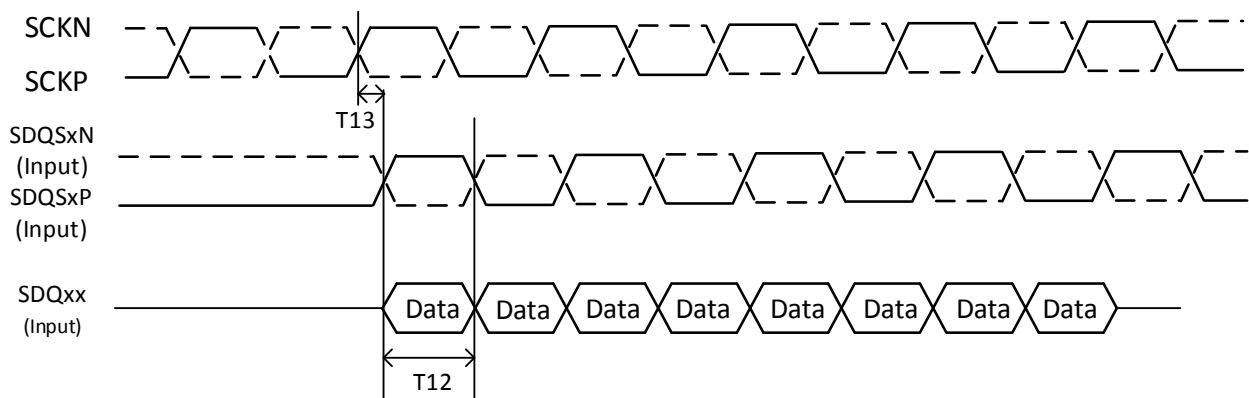 SCKN
SCKP
T13
SDQSxN
(Input)
SDQSxP
(Input)
SDQxx
(Input)
Data Data Data Data Data Data Data Data
T12